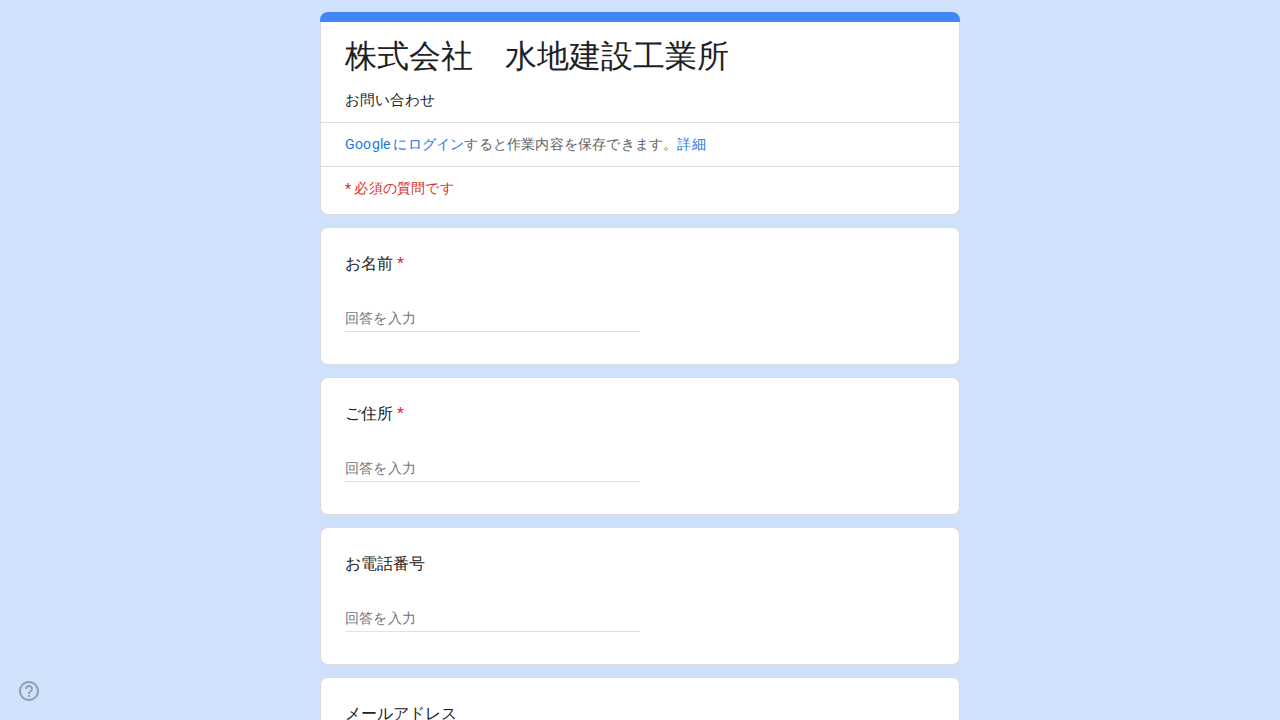 株式会社　水地建設工業所
お問い合わせ
Google にログインすると作業内容を保存できます。詳細
* 必須の質問です
お名前 *
回答を入力
ご住所 *
回答を入力
お電話番号
回答を入力
メールアドレス